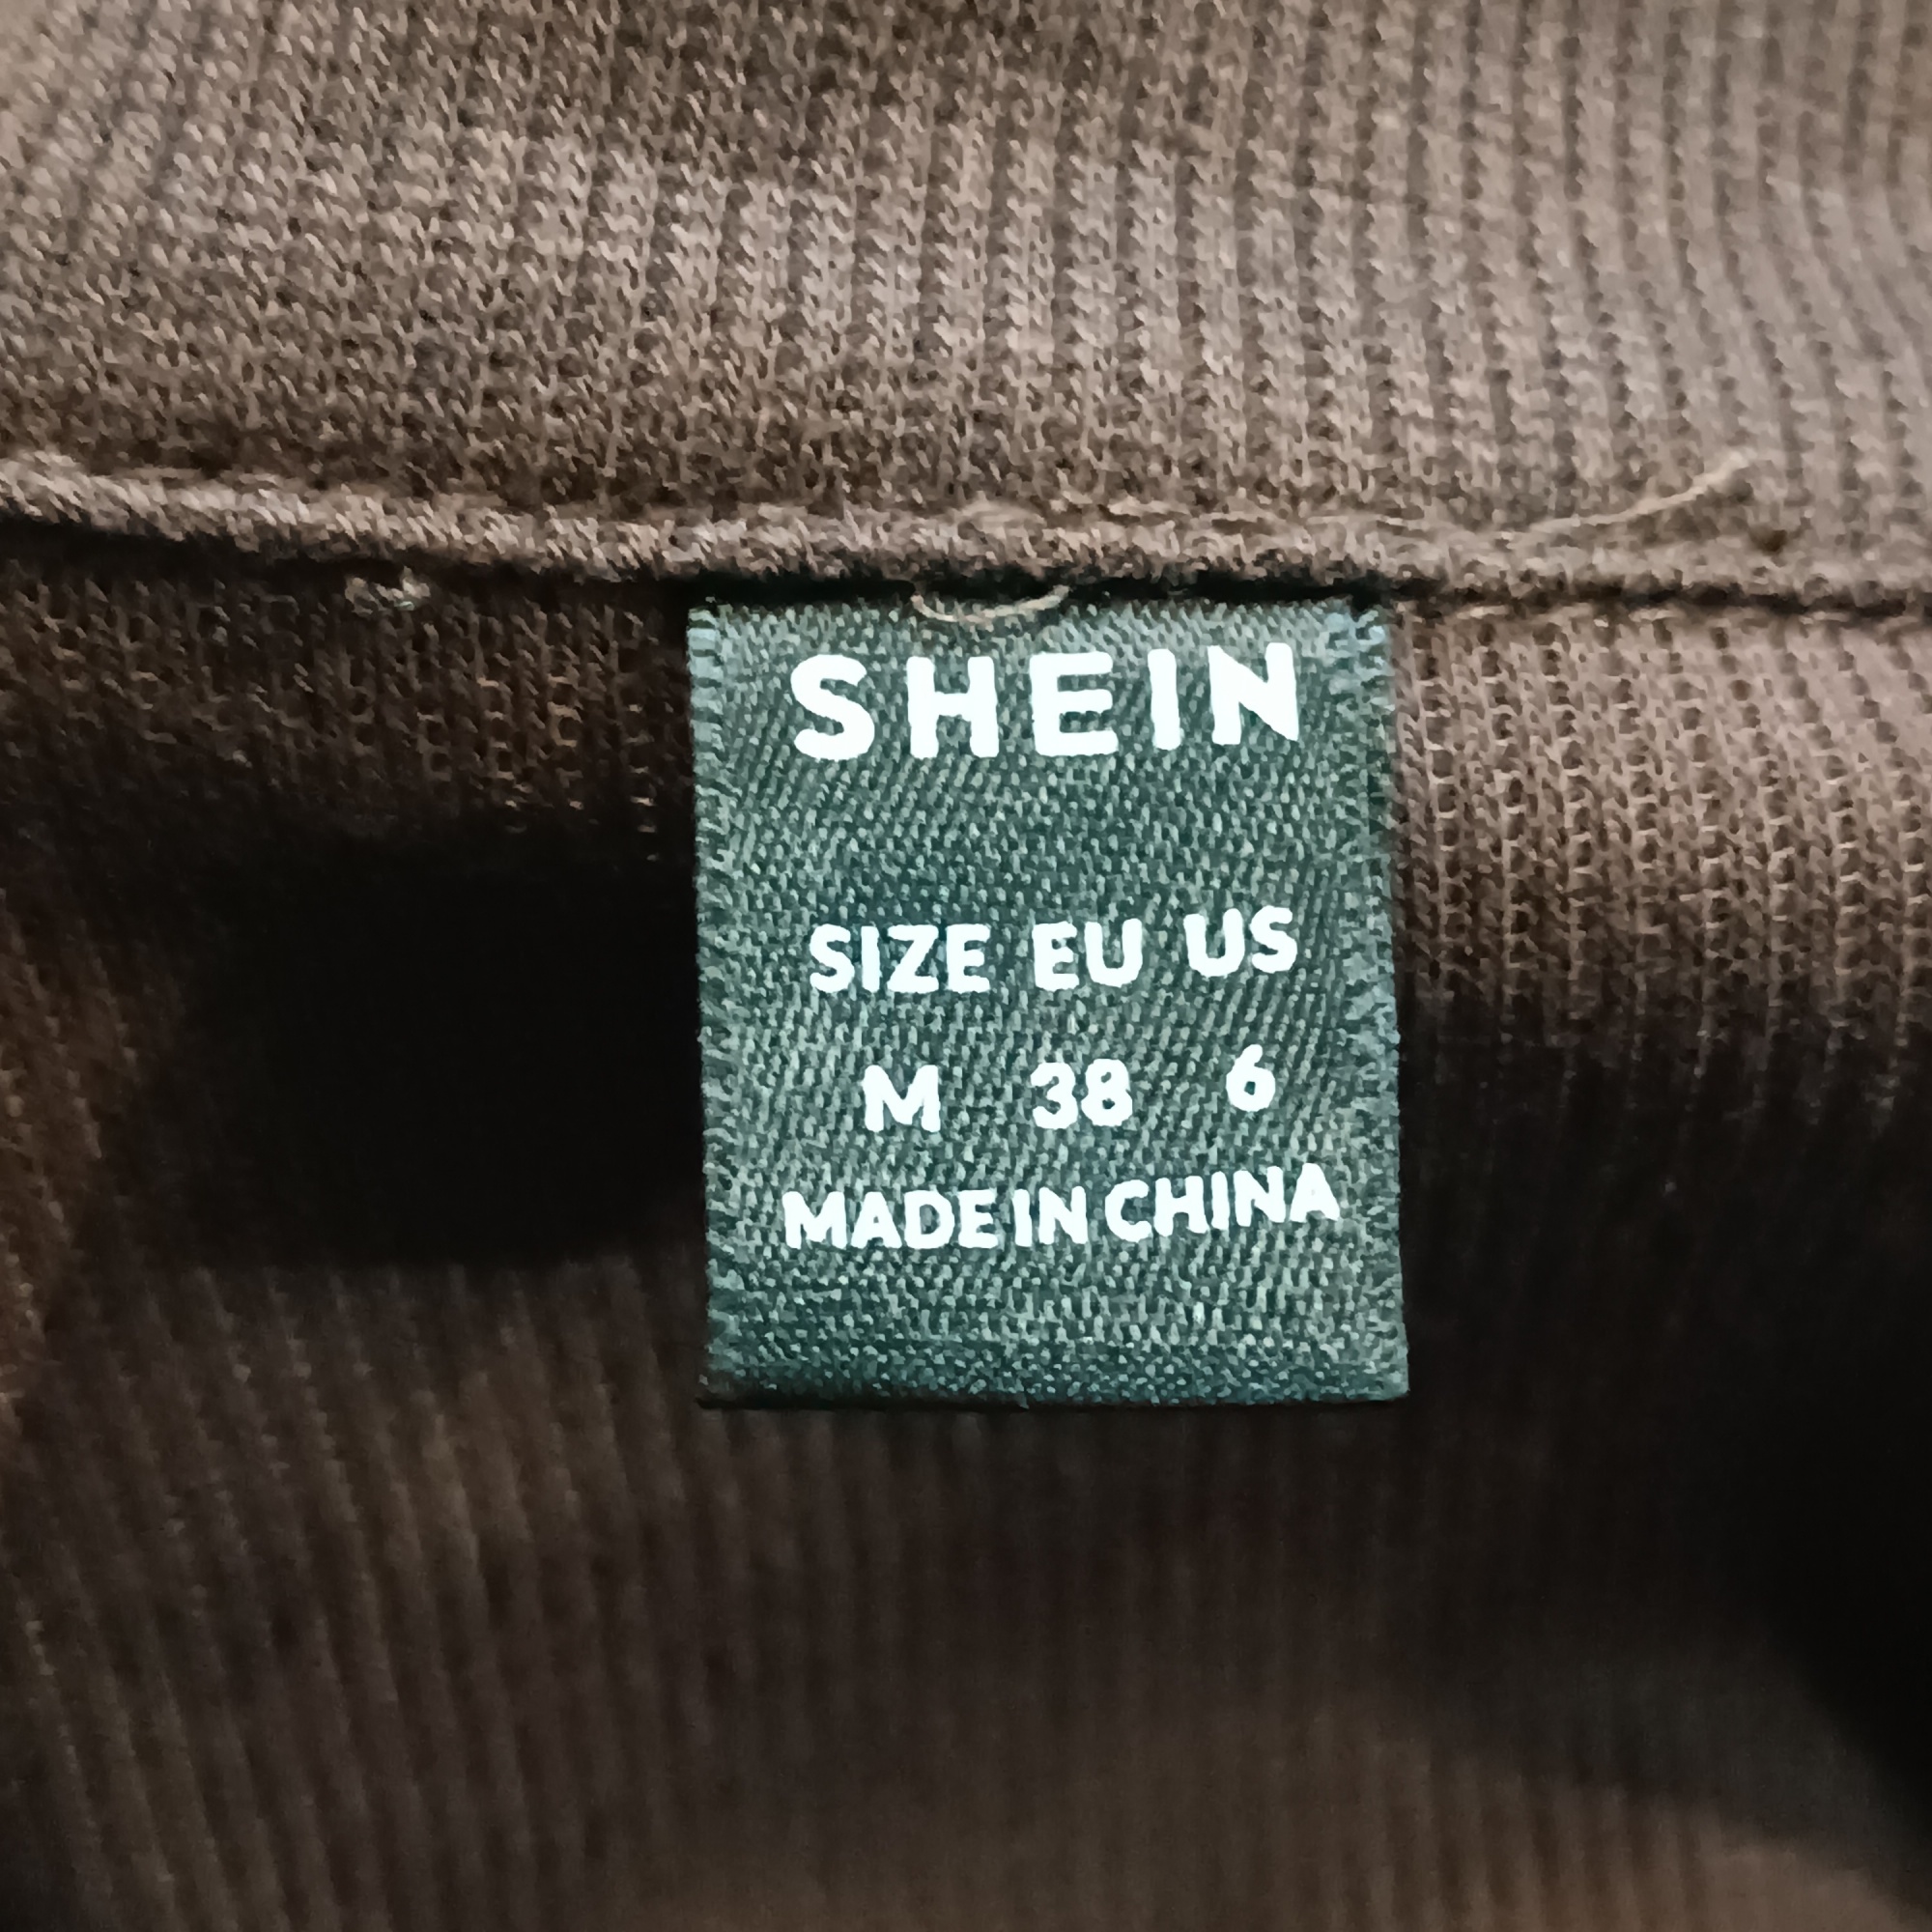 SHEIN
SIZE EU US
M 38 6
MADE IN CHINA